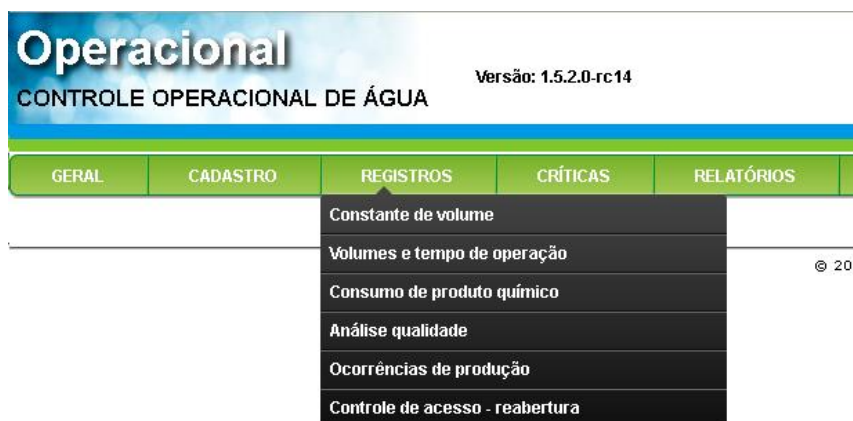 Operacional
CONTROLE OPERACIONAL DE ÁGUA
Versão: 1.5.2.0-rc14
GERAL CADASTRO REGISTROS CRÍTICAS RELATÓRIOS
Constante de volume
Volumes e tempo de operação
© 20
Consumo de produto químico
Análise qualidade
Ocorrências de produção
Controle de acesso - reabertura